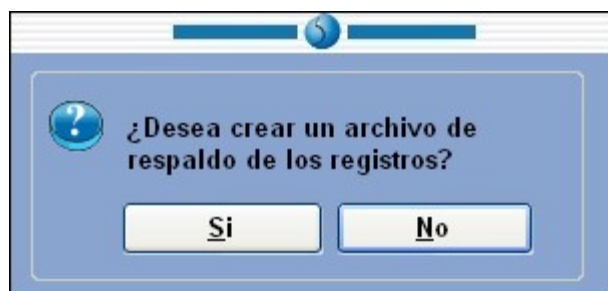 ¿Desea crear un archivo de
respaldo de los registros?
Si No